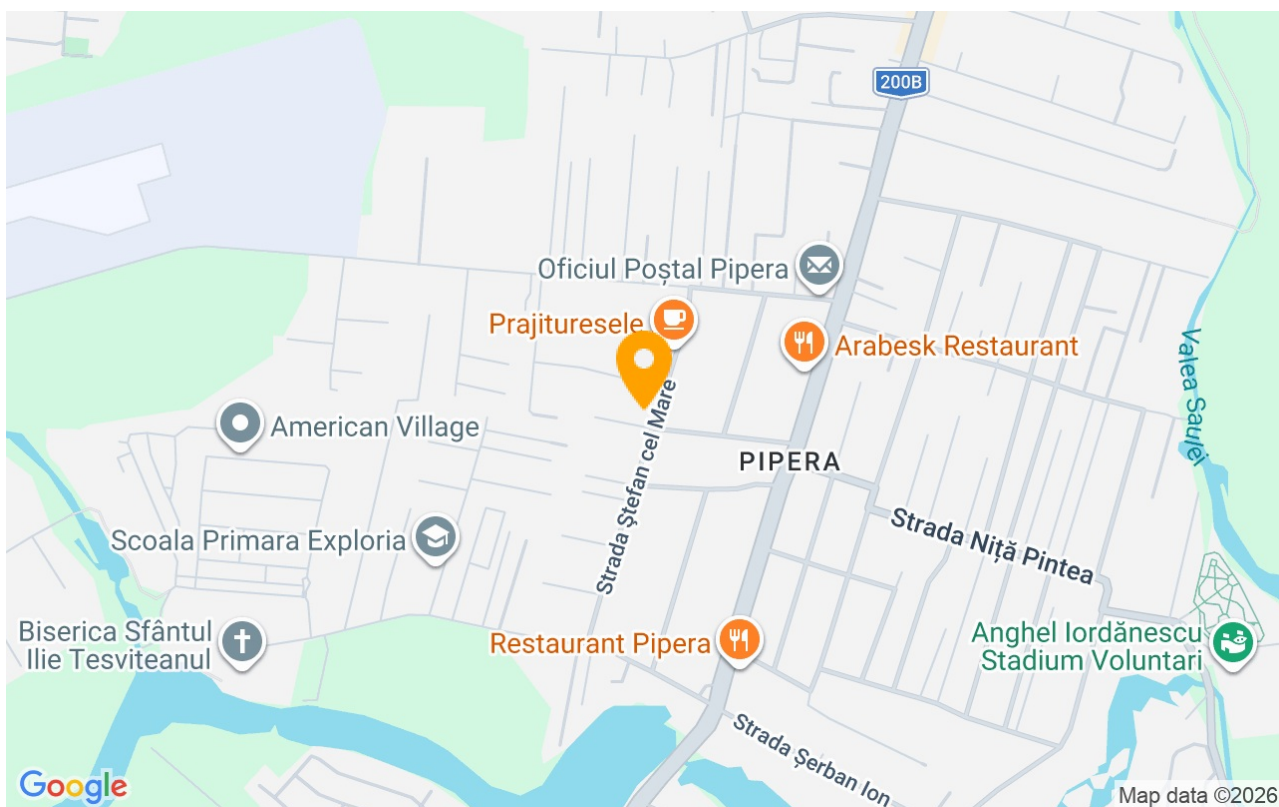 200B
Oficiul Poștal Pipera
Prajituresele
Arabesk Restaurant
Valea Saulei
American Village
Strada Ștefan cel Mare
PIPERA
Scoala Primara Exploria
Strada Niță Pintea
Biserica Sfântul
Ilie Tesviteanul
Restaurant Pipera
Anghel Iordănescu
Stadium Voluntari
Strada Șerban Ion
Google
Map data ©2026